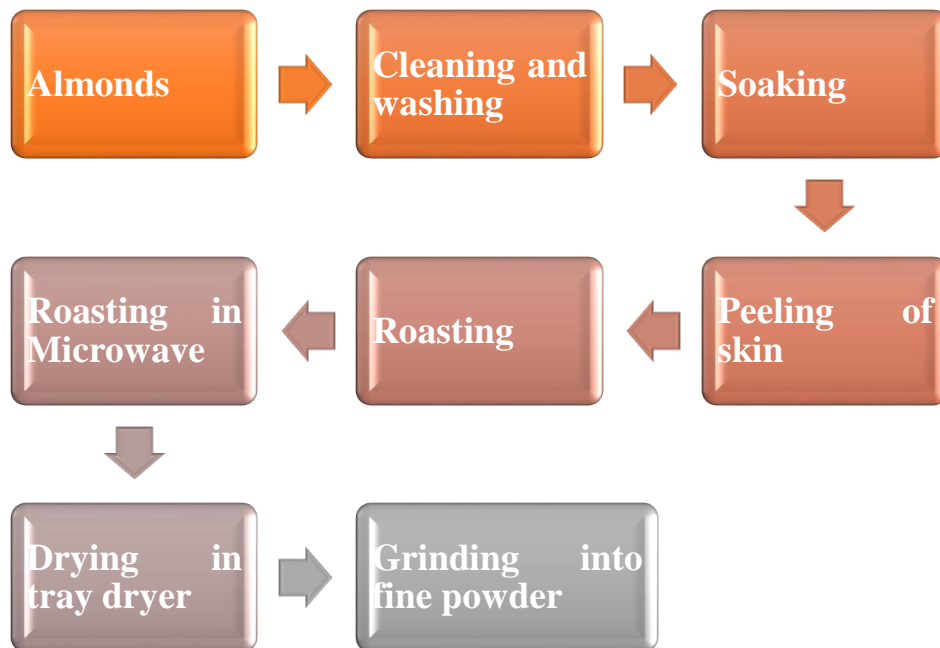 Almonds
Cleaning and
washing
Soaking
Peeling of
skin
Roasting
Roasting in
Microwave
Drying in
tray dryer
Grinding into
fine powder